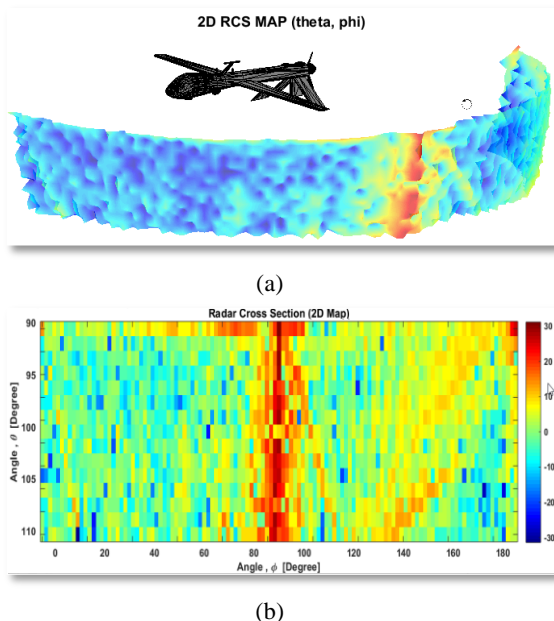 2D RCS MAP (theta, phi)
(a)
Radar Cross Section (2D Map)
90
95
100
105
110
Angle , θ [Degree]
0 20 40 60 80 100 120 140 160 180
Angle , ϕ [Degree]
30
20
10
0
-10
-20
-30
(b)